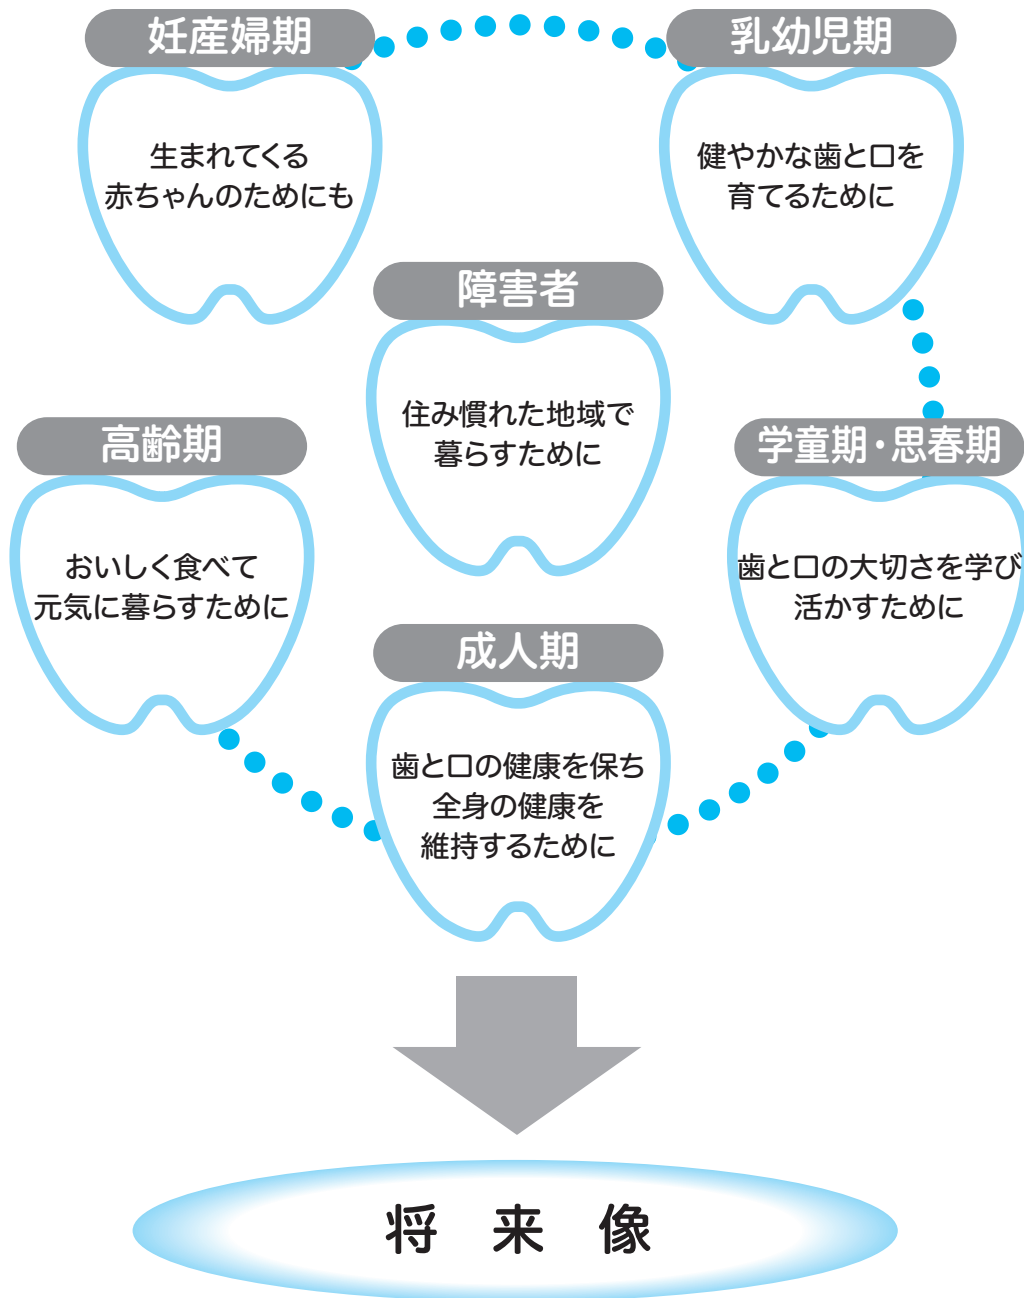 妊産婦期
生まれてくる
赤ちゃんのためにも
乳幼児期
健やかな歯と口を
育てるために
障害者
住み慣れた地域で
暮らすために
高齢期
おいしく食べて
元気に暮らすために
学童期・思春期
歯と口の大切さを学び
活かすために
成人期
歯と口の健康を保ち
全身の健康を
維持するために
将来像